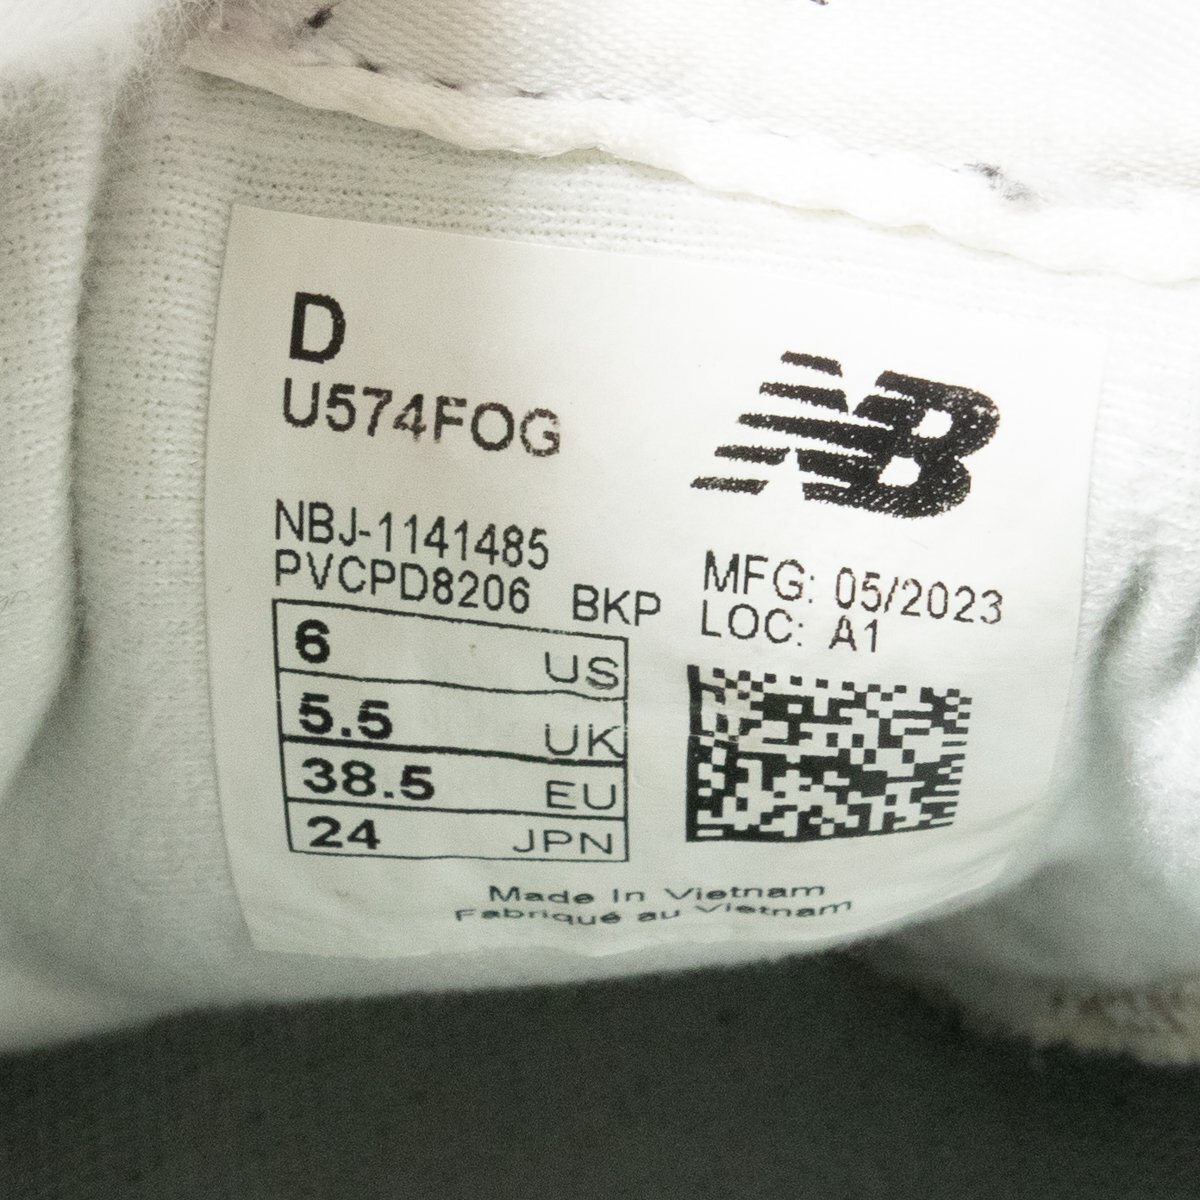 D
U574FOG
NB
NBJ-1141485
PVCPD8206 BKP
MFG: 05/2023
LOC: A1
6 US
5.5 UK
38.5 EU
24 JPN
Made In Vietnam
Fabriqué au Vietnam